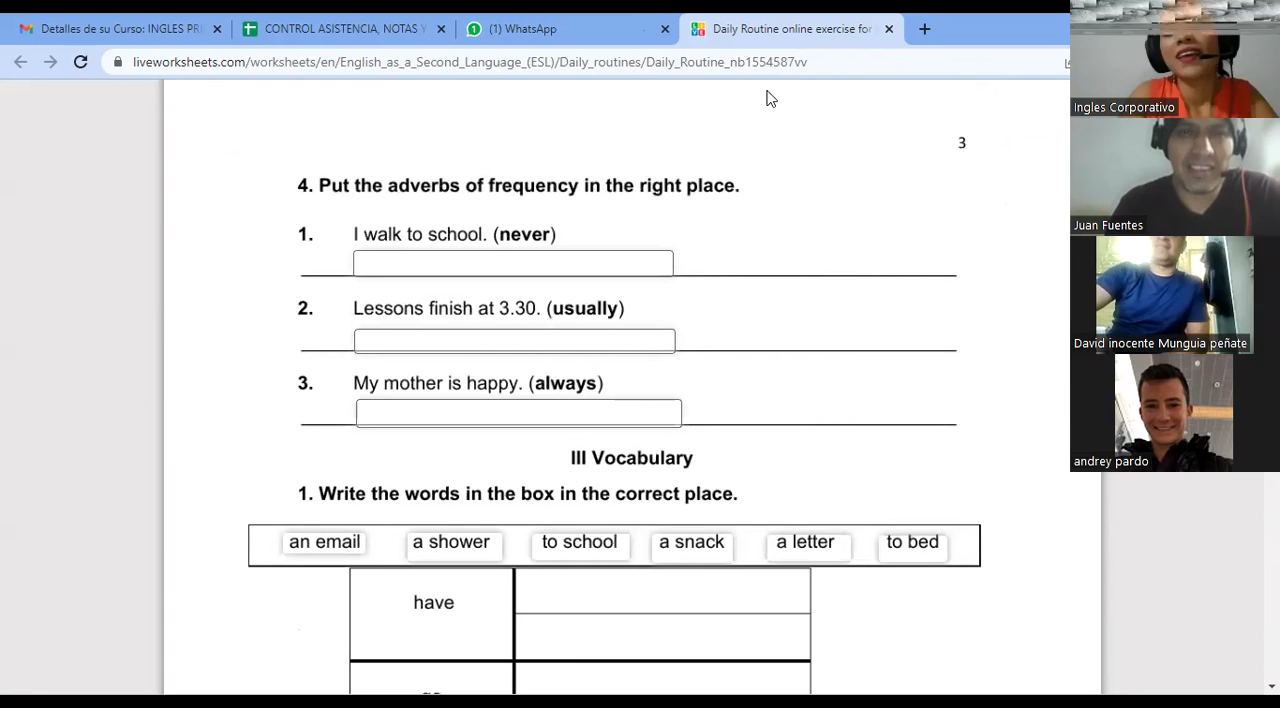 Detalles de su Curso: INGLES PRI
CONTROL ASISTENCIA, NOTAS Y
(1) WhatsApp
Daily Routine online exercise for
liveworksheets.com/worksheets/en/English_as_a_Second_Language_(ESL)/Daily_routines/Daily_Routine_nb1554587vv
Ingles Corporativo
3
4. Put the adverbs of frequency in the right place.
Juan Fuentes
1. I walk to school. (never)
2. Lessons finish at 3.30. (usually)
David inocente Munguia peñate
3. My mother is happy. (always)
III Vocabulary
andrey pardo
1. Write the words in the box in the correct place.
an email a shower to school a snack a letter to bed
have